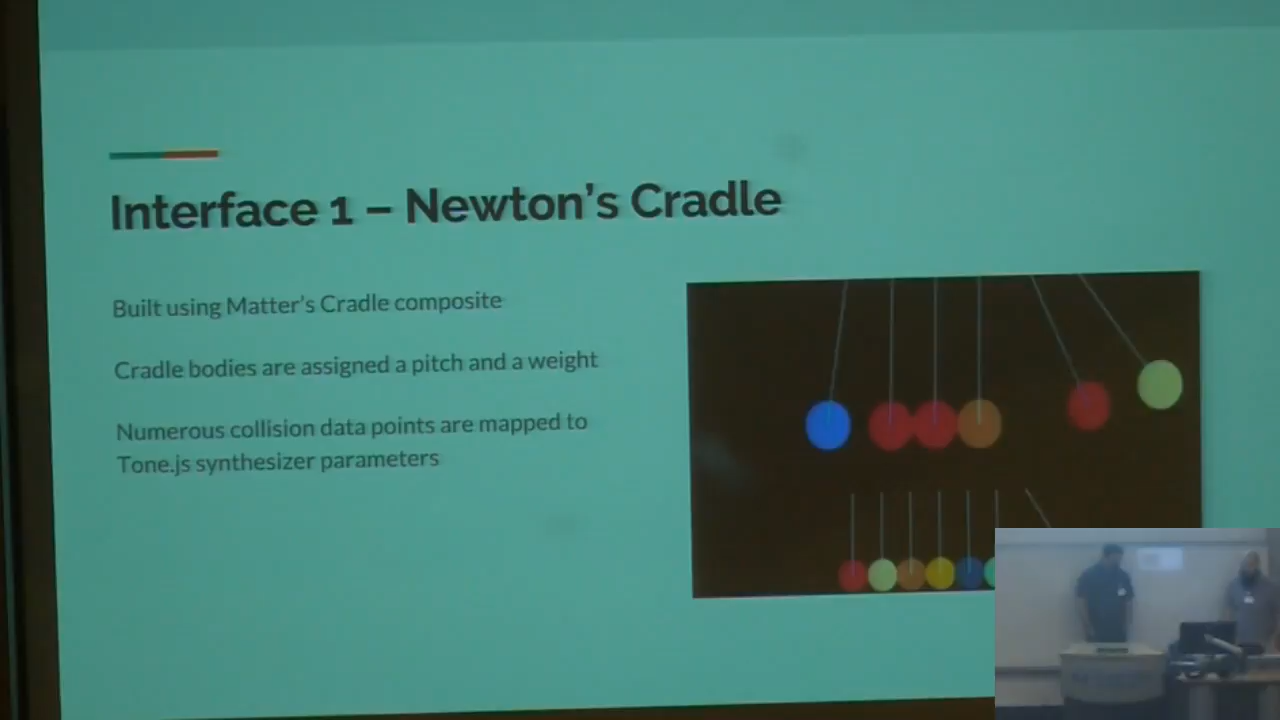 Interface 1 – Newton's Cradle
Built using Matter's Cradle composite
Cradle bodies are assigned a pitch and a weight
Numerous collision data points are mapped to
Tone.js synthesizer parameters